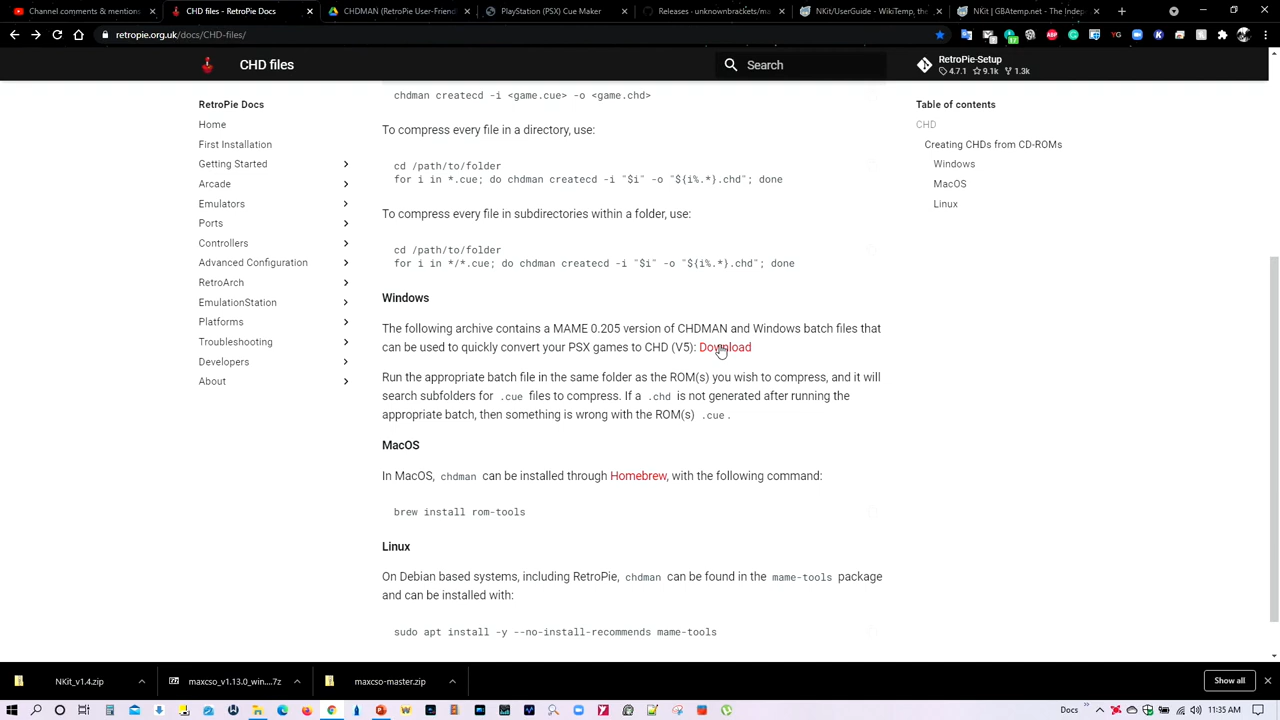 Channel comments & mentions
CHD files - RetroPie Docs
CHDMAN (RetroPie User-Friend
PlayStation (PSX) Cue Maker
Releases · unknownbrackets/ma
NKit/UserGuide - WikiTemp, th
NKit | GBAtemp.net - The Indep
retropie.org.uk/docs/CHD-files/
CHD files
Search
RetroPie-Setup
4.7.1 9.1k 1.3k
RetroPie Docs
Home
First Installation
Getting Started
Arcade
Emulators
Ports
Controllers
Advanced Configuration
RetroArch
EmulationStation
Platforms
Troubleshooting
Developers
About
chdman createcd -i <game.cue> -o <game.chd>
To compress every file in a directory, use:
cd /path/to/folder
for i in *.cue; do chdman createcd -i "$i" -o "${i%.*}.chd"; done
To compress every file in subdirectories within a folder, use:
cd /path/to/folder
for i in */*.cue; do chdman createcd -i "$i" -o "${i%.*}.chd"; done
Windows
The following archive contains a MAME 0.205 version of CHDMAN and Windows batch files that
can be used to quickly convert your PSX games to CHD (V5): Download
Run the appropriate batch file in the same folder as the ROM(s) you wish to compress, and it will
search subfolders for .cue files to compress. If a .chd is not generated after running the
appropriate batch, then something is wrong with the ROM(s) .cue.
MacOS
In MacOS, chdman can be installed through Homebrew, with the following command:
brew install rom-tools
Linux
On Debian based systems, including RetroPie, chdman can be found in the mame-tools package
and can be installed with:
sudo apt install -y --no-install-recommends mame-tools
Table of contents
CHD
Creating CHDs from CD-ROMs
Windows
MacOS
Linux
NKit_v1.4.zip
maxcso_v1.13.0_win....7z
maxcso-master.zip
Show all
Docs
11:35 AM